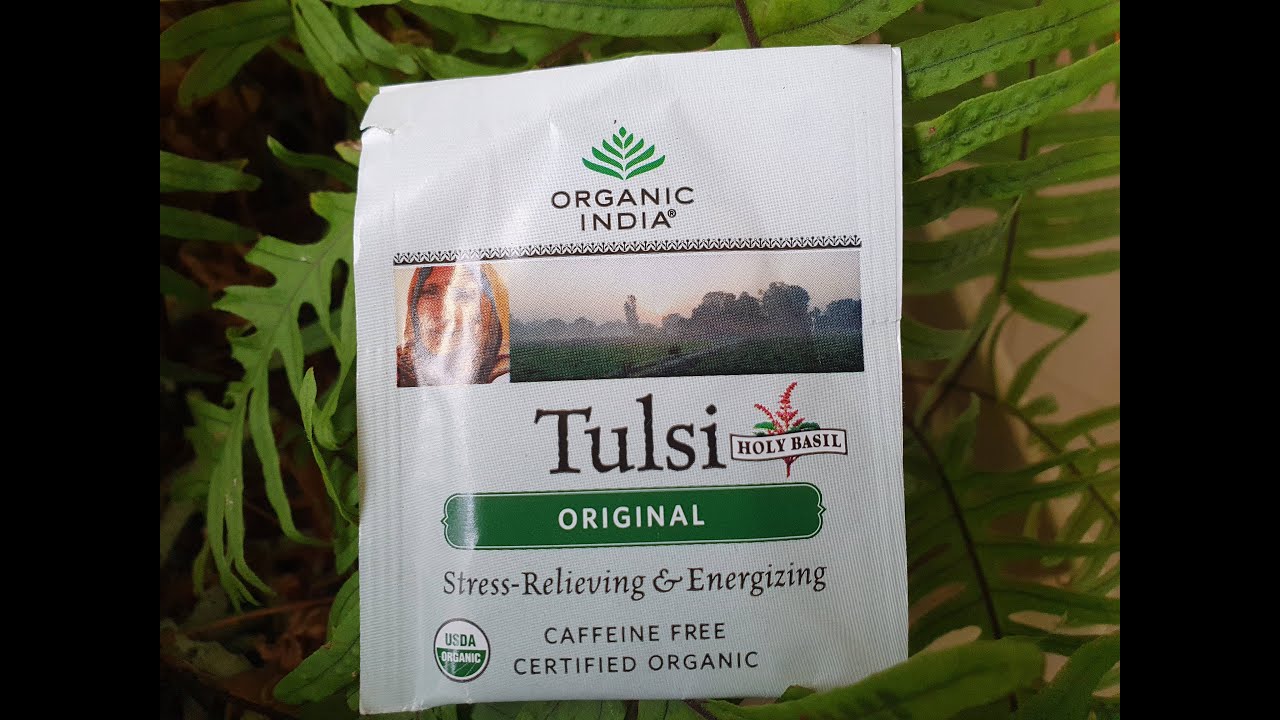 ORGANIC
INDIA®
Tulsi
HOLY BASIL
ORIGINAL
Stress-Relieving & Energizing
USDA
ORGANIC
CAFFEINE FREE
CERTIFIED ORGANIC